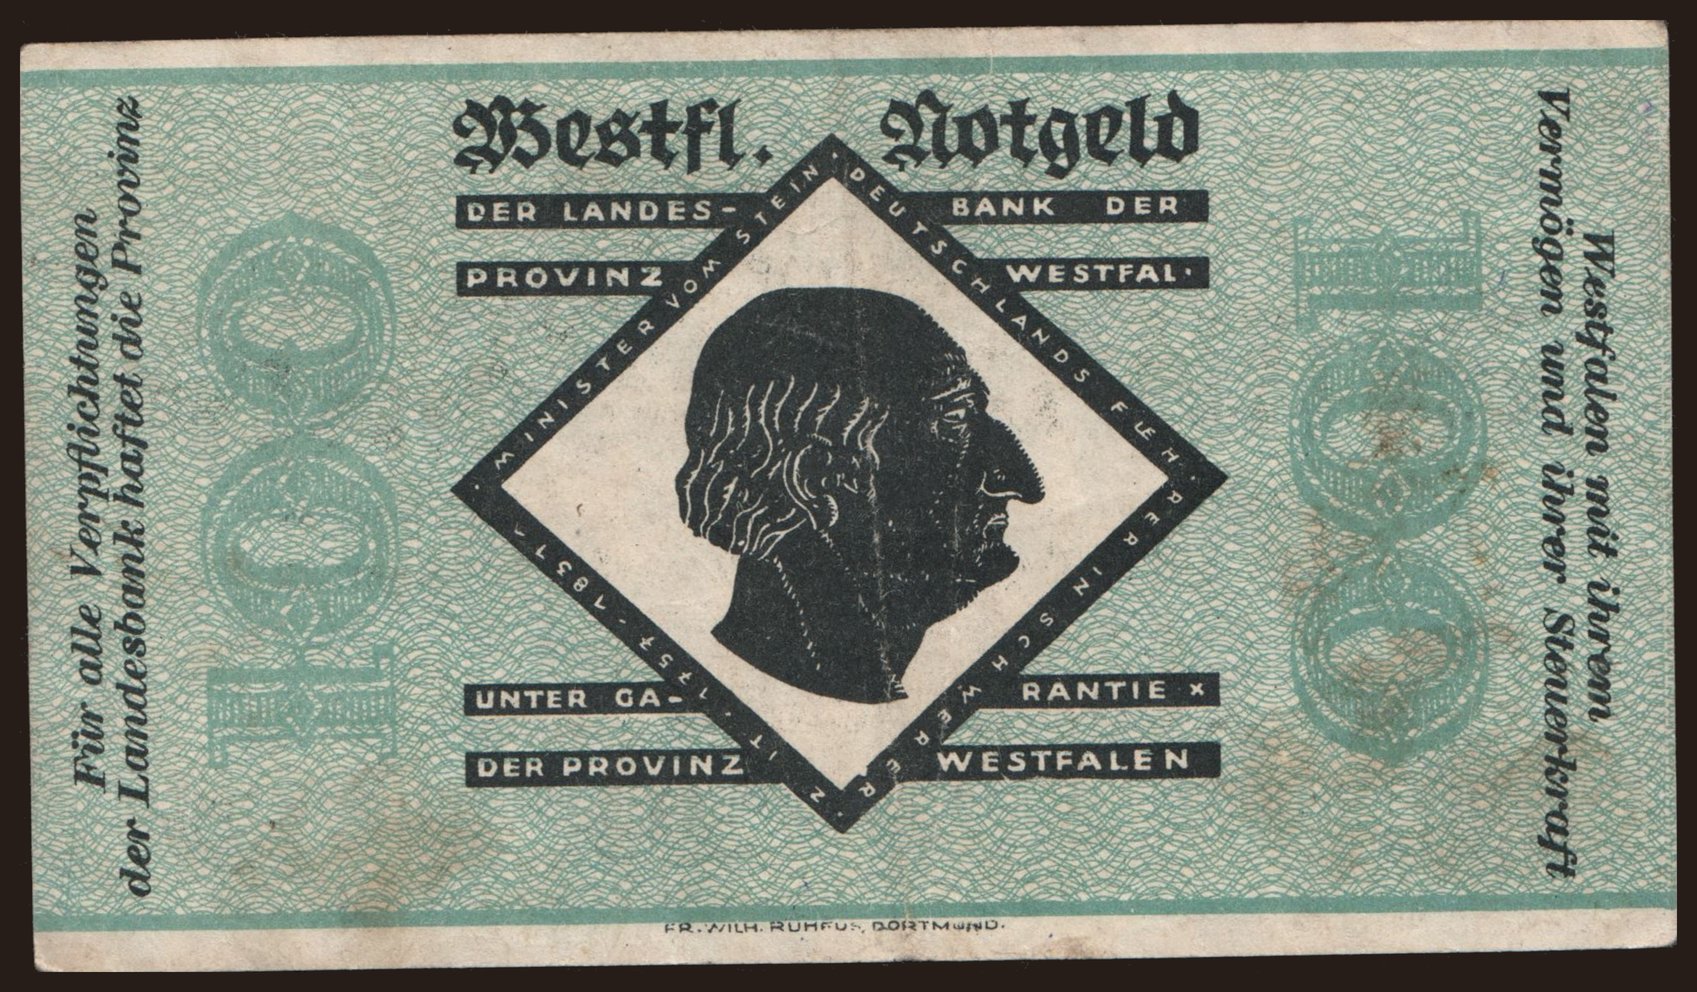 Für alle Verpflichtungen
der Landesbank haftet die Provinz
100
Westfl. Notgeld
DER LANDES- BANK DER
PROVINZ WESTFAL.
MINISTER VOM STEIN · DEUTSCHLANDS FÜHRER IN SCHWERER ZEIT · 1757-1831
UNTER GA- RANTIE x
DER PROVINZ WESTFALEN
100
Westfalen mit ihren
Vermögen und ihrer Steuerkraft
FR. WILH. RUHFUS, DORTMUND.